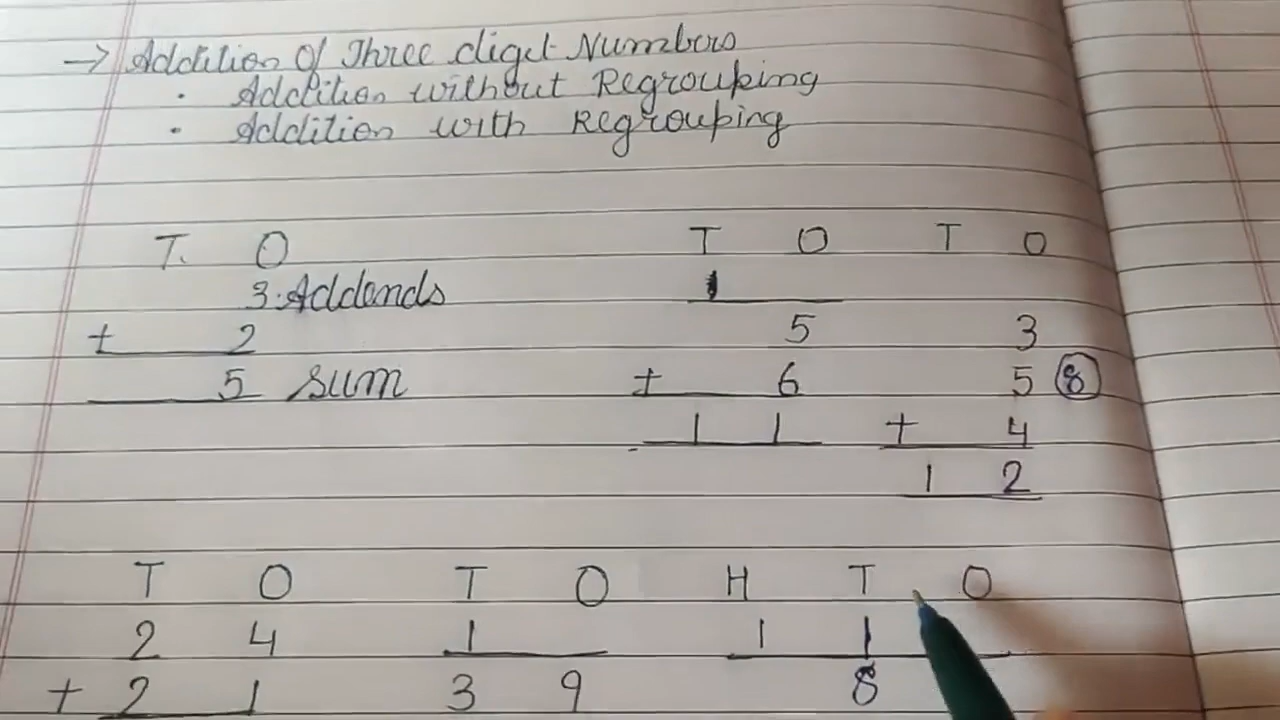 → Addition Of Three digit Numbers
• Addition without Regrouping
• Addition with Regrouping
T. O T O T O
3. Addends 1
+ 2 5 3
5 Sum + 6 5 8
1 1 + 4
1 2
T O T O H T O
2 4 1 1 1
+ 2 1 3 9 8